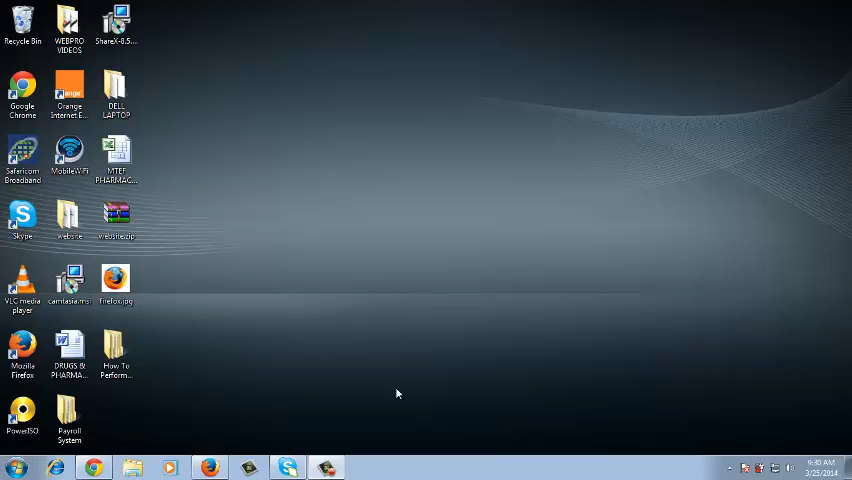 Recycle Bin
WEBPRO
VIDEOS
ShareX-8.5....
Google
Chrome
Orange
Internet E...
DELL
LAPTOP
Safaricom
Broadband
MobileWiFi
MTEF
PHARMAC...
Skype
website
website.zip
VLC media
player
camtasia.msi
firefox.jpg
Mozilla
Firefox
DRUGS &
PHARMA...
How To
Perform...
PowerISO
Payroll
System
9:30 AM
3/25/2014